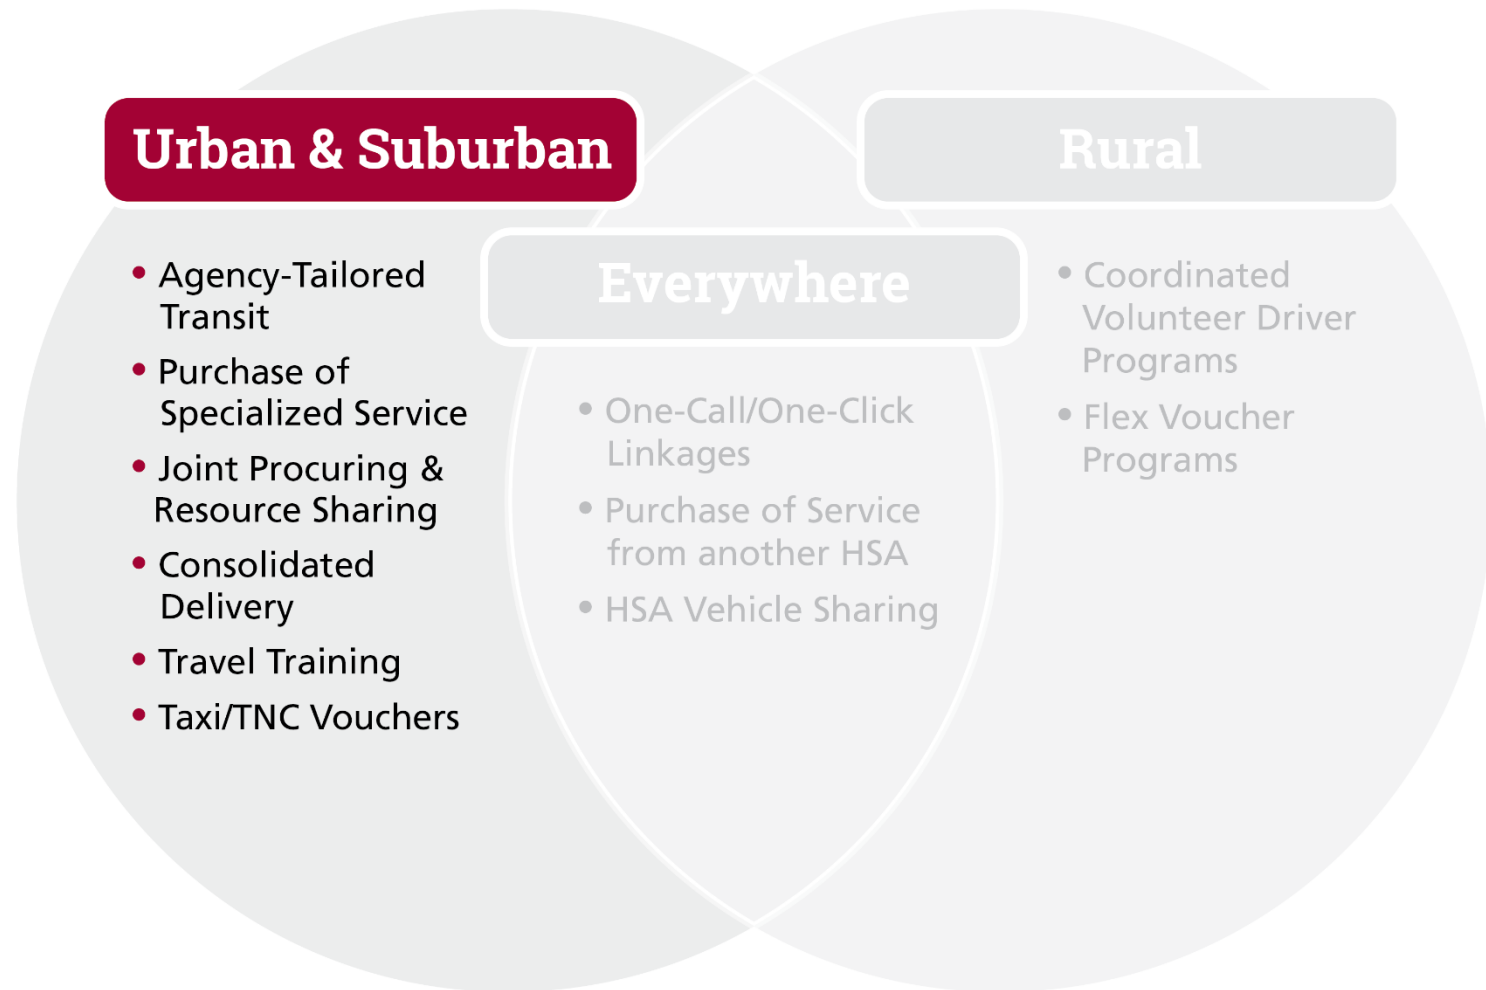 Urban & Suburban
• Agency-Tailored
Transit
• Purchase of
Specialized Service
• Joint Procuring &
Resource Sharing
• Consolidated
Delivery
• Travel Training
• Taxi/TNC Vouchers
Everywhere
• One-Call/One-Click
Linkages
• Purchase of Service
from another HSA
• HSA Vehicle Sharing
Rural
• Coordinated
Volunteer Driver
Programs
• Flex Voucher
Programs